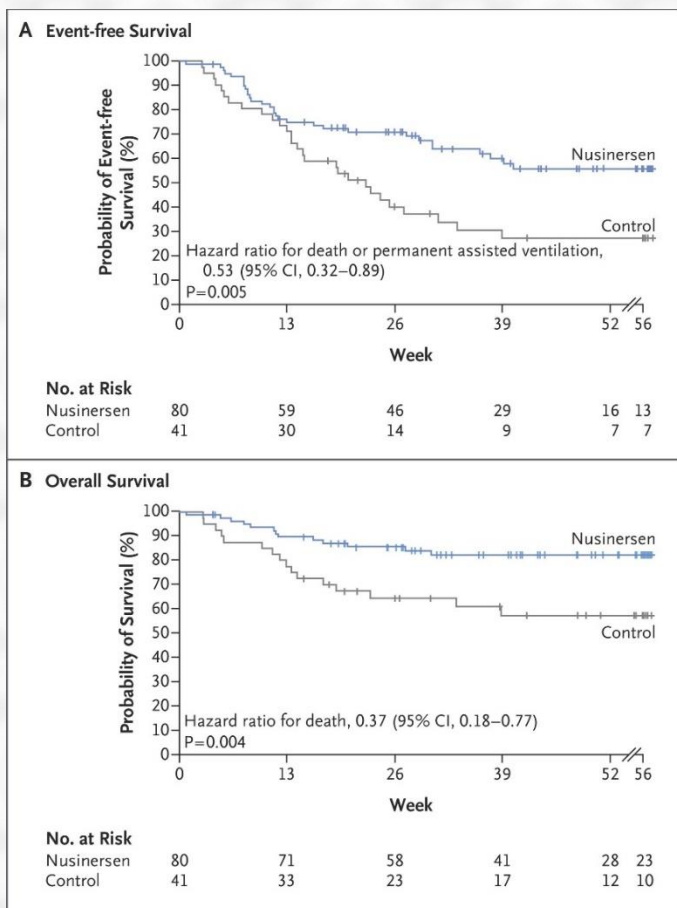 A Event-free Survival
Probability of Event-free
Survival (%)
100
90
80
70
60
50
40
30
20
10
0
Nusinersen
Control
Hazard ratio for death or permanent assisted ventilation,
0.53 (95% CI, 0.32–0.89)
P=0.005
0 13 26 39 52 56
Week
No. at Risk
Nusinersen 80 59 46 29 16 13
Control 41 30 14 9 7 7
B Overall Survival
Probability of Survival (%)
100
90
80
70
60
50
40
30
20
10
0
Nusinersen
Control
Hazard ratio for death, 0.37 (95% CI, 0.18–0.77)
P=0.004
0 13 26 39 52 56
Week
No. at Risk
Nusinersen 80 71 58 41 28 23
Control 41 33 23 17 12 10